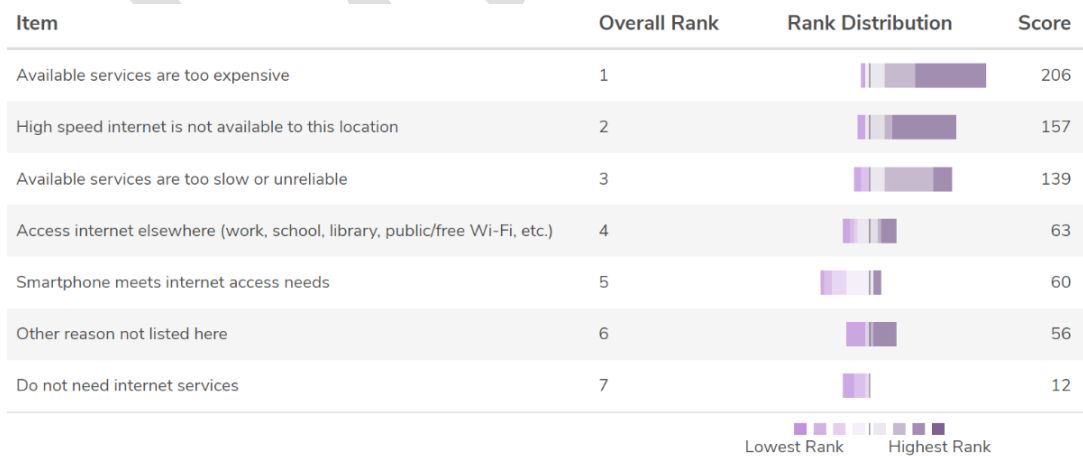 Item Overall Rank Rank Distribution Score
Available services are too expensive 1 206
High speed internet is not available to this location 2 157
Available services are too slow or unreliable 3 139
Access internet elsewhere (work, school, library, public/free Wi-Fi, etc.) 4 63
Smartphone meets internet access needs 5 60
Other reason not listed here 6 56
Do not need internet services 7 12
Lowest Rank Highest Rank